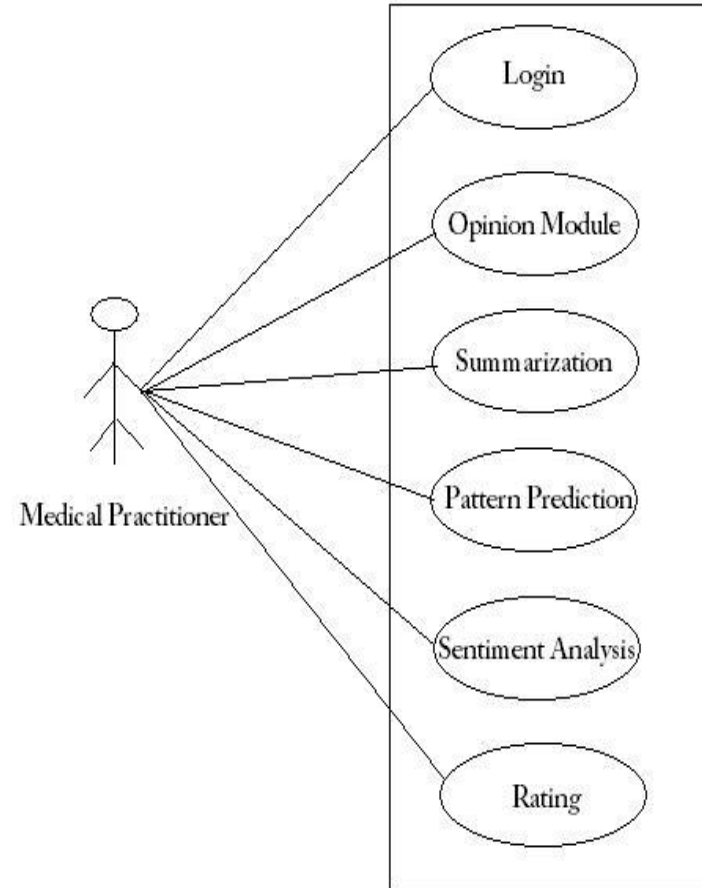 Login
Opinion Module
Summarization
Pattern Prediction
Medical Practitioner
Sentiment Analysis
Rating